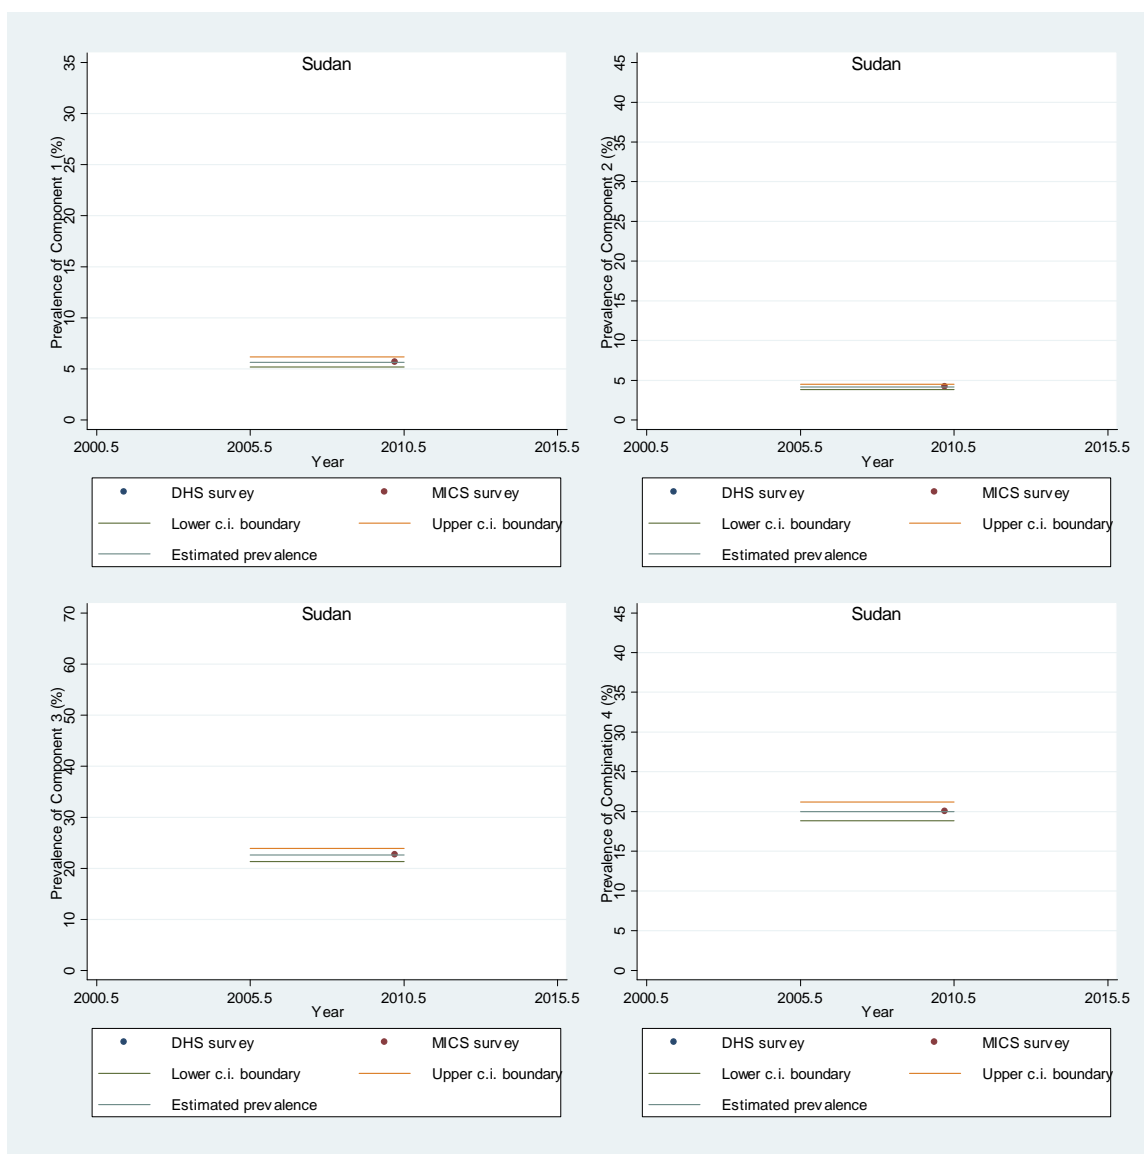 Sudan
Prevalence of Component 1 (%)
35
30
25
20
15
10
5
0
2000.5 2005.5 2010.5 2015.5
Year
DHS survey MICS survey
Lower c.i. boundary Upper c.i. boundary
Estimated prevalence
Sudan
Prevalence of Component 2 (%)
45
40
35
30
25
20
15
10
5
0
2000.5 2005.5 2010.5 2015.5
Year
DHS survey MICS survey
Lower c.i. boundary Upper c.i. boundary
Estimated prevalence
Sudan
Prevalence of Component 3 (%)
70
60
50
40
30
20
10
0
2000.5 2005.5 2010.5 2015.5
Year
DHS survey MICS survey
Lower c.i. boundary Upper c.i. boundary
Estimated prevalence
Sudan
Prevalence of Combination 4 (%)
45
40
35
30
25
20
15
10
5
0
2000.5 2005.5 2010.5 2015.5
Year
DHS survey MICS survey
Lower c.i. boundary Upper c.i. boundary
Estimated prevalence